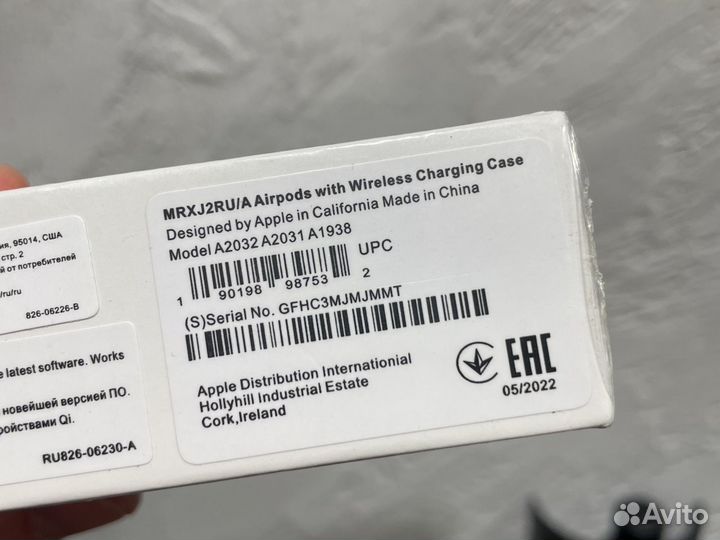 MRXJ2RU/A Airpods with Wireless Charging Case
Designed by Apple in California Made in China
Model A2032 A2031 A1938
UPC
1 90198 98753 2
(S)Serial No. GFHC3MJMJMMT
Apple Distribution Internationial
Hollyhill Industrial Estate
Cork,Ireland
EAC
05/2022
ия, 95014, США
стр. 2
й от потребителей
/ru/ru
826-06226-B
e latest software. Works
новейшей версией ПО.
ройствами Qi.
RU826-06230-A
Avito